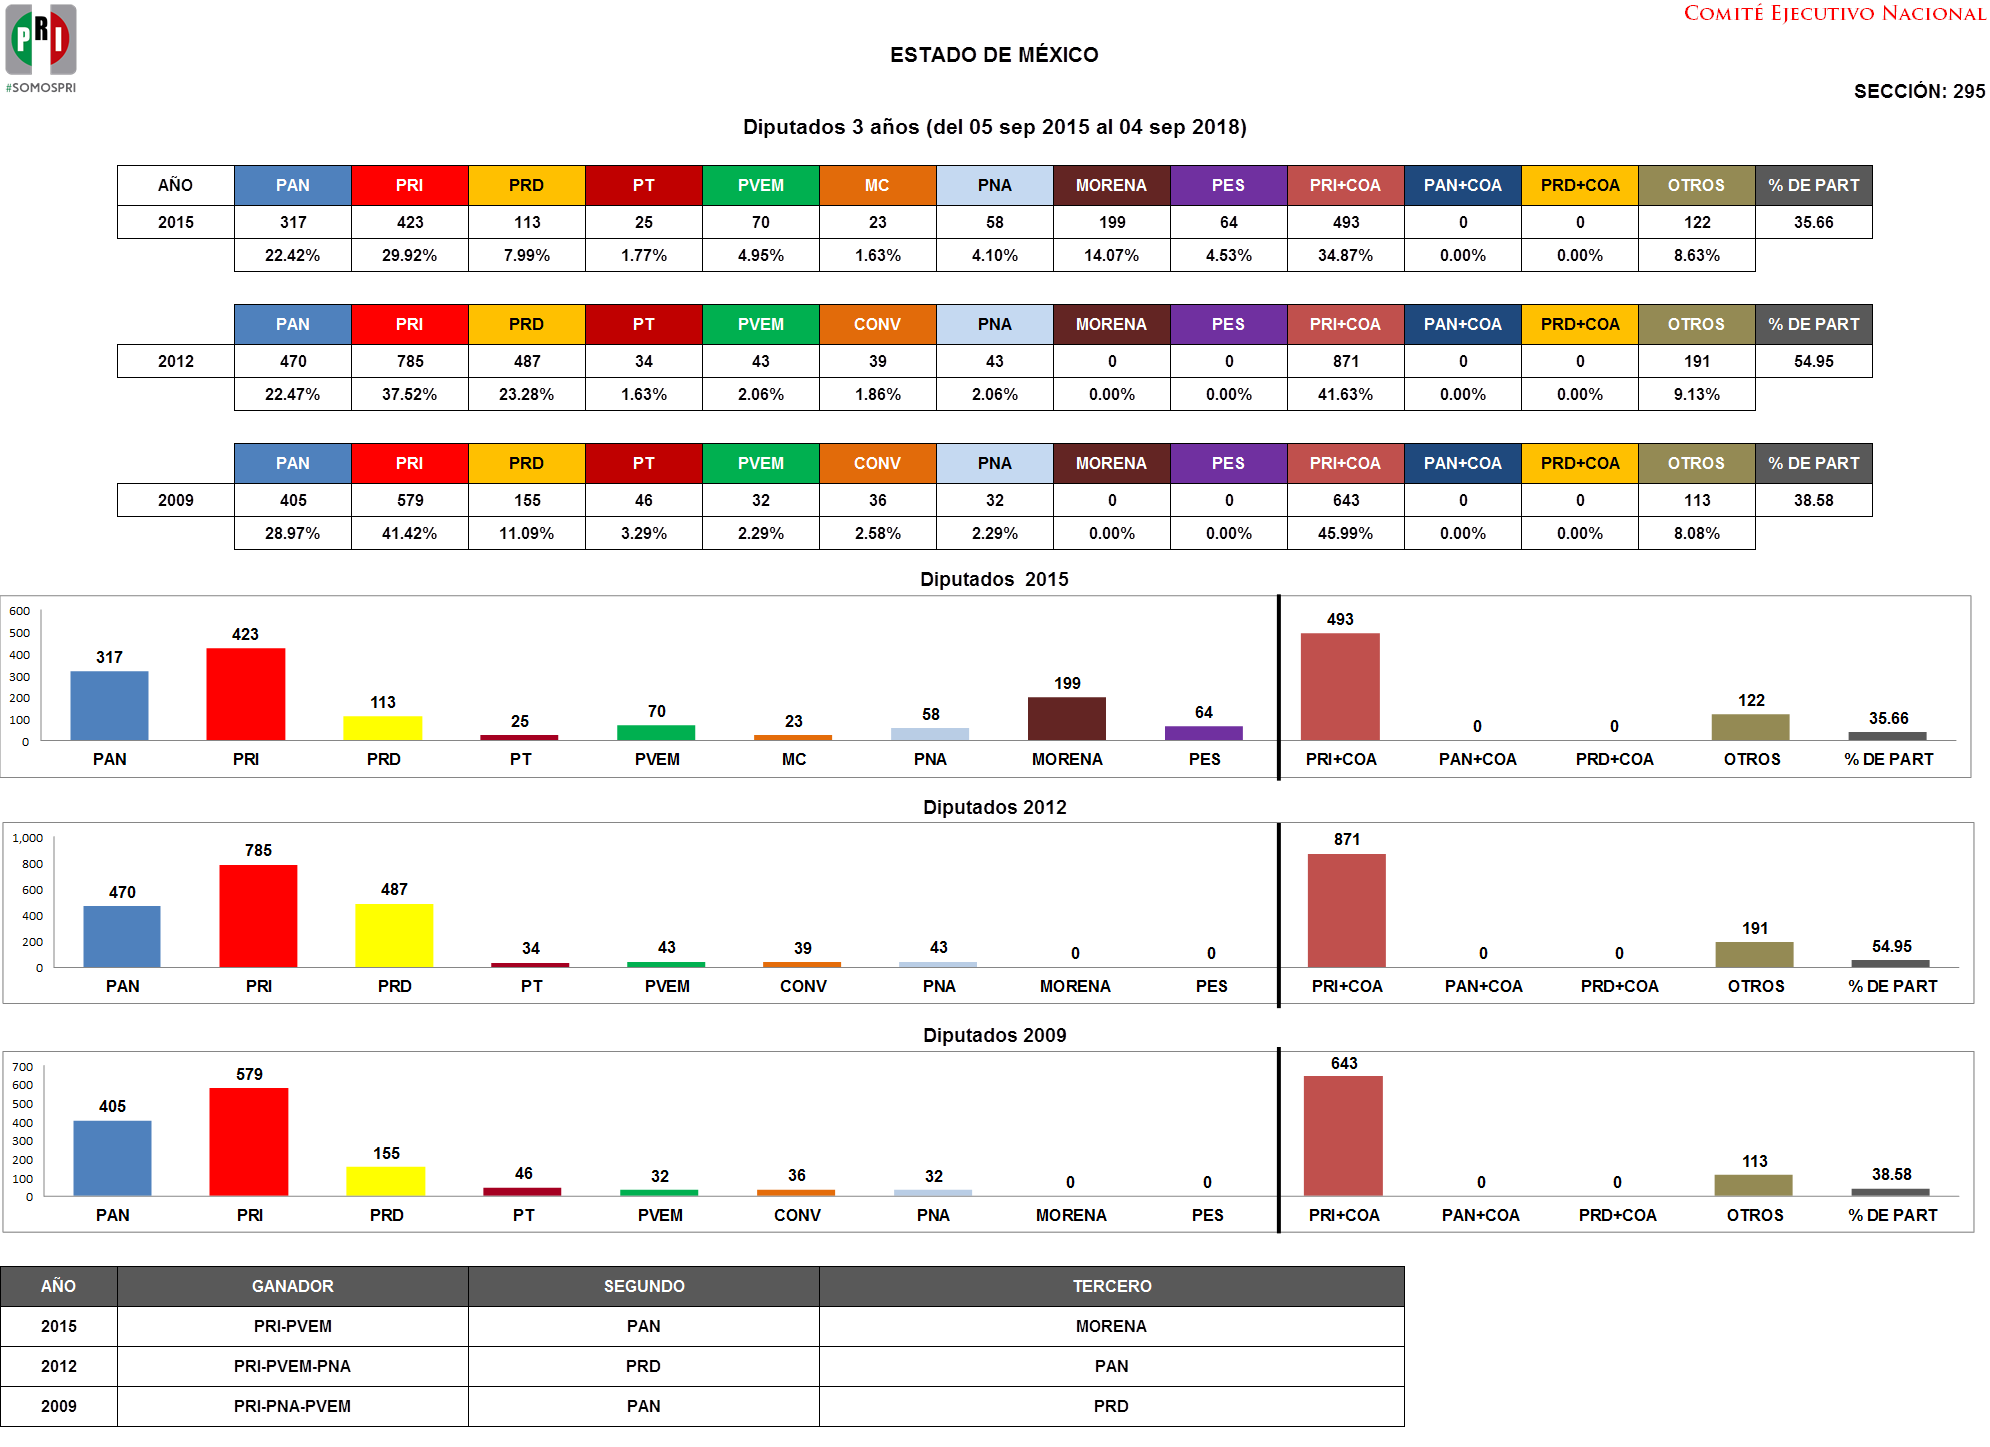 PRI
#SOMOSPRI
COMITÉ EJECUTIVO NACIONAL
ESTADO DE MÉXICO
SECCIÓN: 295
Diputados 3 años (del 05 sep 2015 al 04 sep 2018)
AÑO PAN PRI PRD PT PVEM MC PNA MORENA PES PRI+COA PAN+COA PRD+COA OTROS % DE PART
2015 317 423 113 25 70 23 58 199 64 493 0 0 122 35.66
22.42% 29.92% 7.99% 1.77% 4.95% 1.63% 4.10% 14.07% 4.53% 34.87% 0.00% 0.00% 8.63%
PAN PRI PRD PT PVEM CONV PNA MORENA PES PRI+COA PAN+COA PRD+COA OTROS % DE PART
2012 470 785 487 34 43 39 43 0 0 871 0 0 191 54.95
22.47% 37.52% 23.28% 1.63% 2.06% 1.86% 2.06% 0.00% 0.00% 41.63% 0.00% 0.00% 9.13%
PAN PRI PRD PT PVEM CONV PNA MORENA PES PRI+COA PAN+COA PRD+COA OTROS % DE PART
2009 405 579 155 46 32 36 32 0 0 643 0 0 113 38.58
28.97% 41.42% 11.09% 3.29% 2.29% 2.58% 2.29% 0.00% 0.00% 45.99% 0.00% 0.00% 8.08%
Diputados 2015
600
500
400
300
200
100
0
317 423 113 25 70 23 58 199 64 493 0 0 122 35.66
PAN PRI PRD PT PVEM MC PNA MORENA PES PRI+COA PAN+COA PRD+COA OTROS % DE PART
Diputados 2012
1,000
800
600
400
200
0
470 785 487 34 43 39 43 0 0 871 0 0 191 54.95
PAN PRI PRD PT PVEM CONV PNA MORENA PES PRI+COA PAN+COA PRD+COA OTROS % DE PART
Diputados 2009
700
600
500
400
300
200
100
0
405 579 155 46 32 36 32 0 0 643 0 0 113 38.58
PAN PRI PRD PT PVEM CONV PNA MORENA PES PRI+COA PAN+COA PRD+COA OTROS % DE PART
AÑO GANADOR SEGUNDO TERCERO
2015 PRI-PVEM PAN MORENA
2012 PRI-PVEM-PNA PRD PAN
2009 PRI-PNA-PVEM PAN PRD